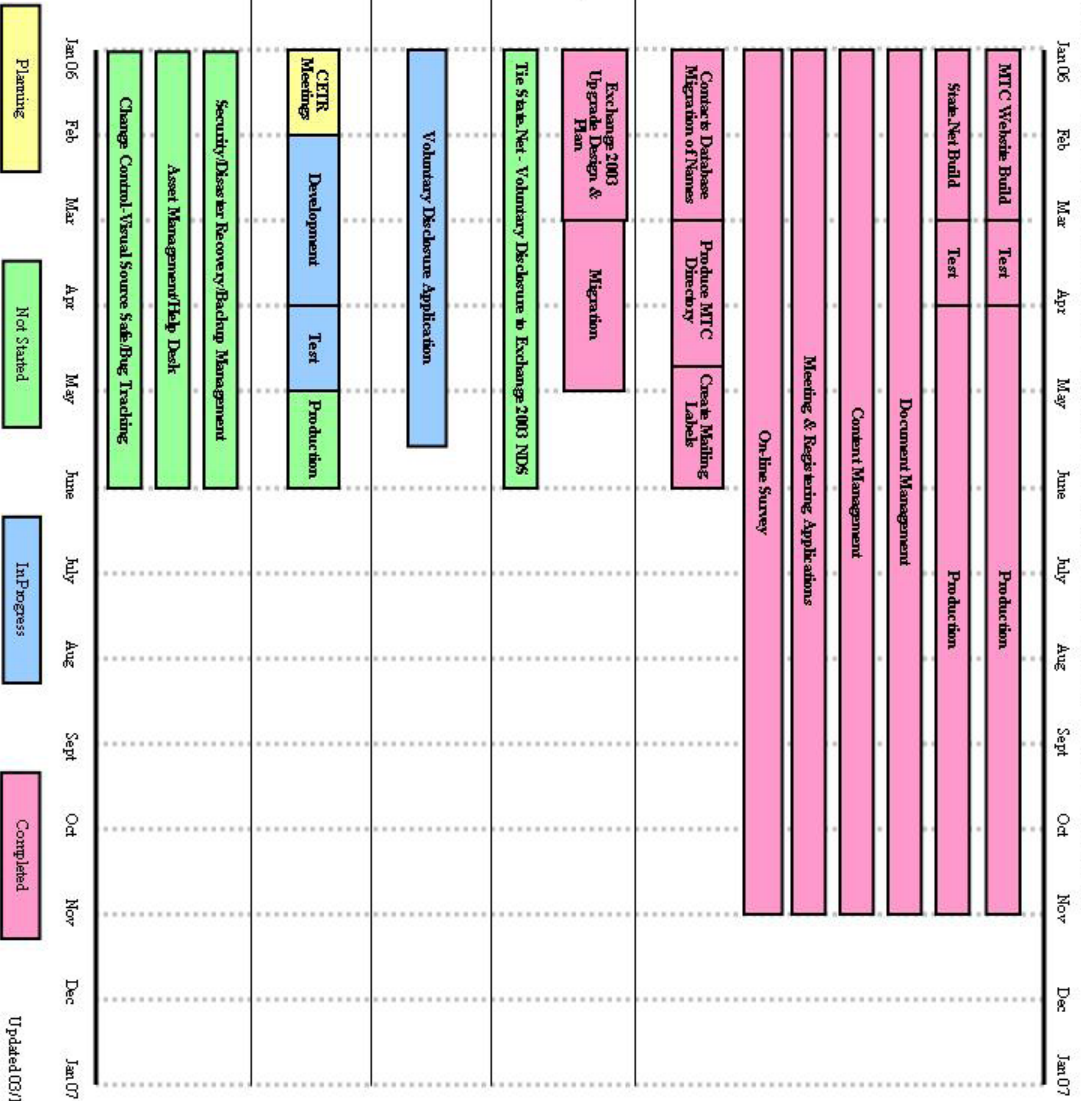 Jan 06 Feb Mar Apr May June July Aug Sept Oct Nov Dec Jan 07
MTC Website Build Test Production
State.Net Build Test Production
Document Management
Content Management
Meeting & Registering Applications
On-line Survey
Contacts Database
Migration of Names
Produce MTC
Directory
Create Mailing
Labels
Exchange 2003
Upgrade Design &
Plan
Migration
Tie State.Net - Voluntary Disclosure to Exchange 2003 NDS
Voluntary Disclosure Application
CETR
Meetings
Development Test Production
Security/Disaster Recovery/Backup Management
Asset Management/Help Desk
Change Control-Visual Source Safe/Bug Tracking
Jan 06 Feb Mar Apr May June July Aug Sept Oct Nov Dec Jan 07
Planning Not Started In Progress Completed
Updated 03/